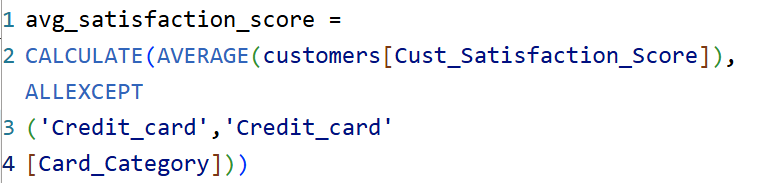 1 avg_satisfaction_score =
2 CALCULATE(AVERAGE(customers[Cust_Satisfaction_Score]),
ALLEXCEPT
3 ('Credit_card','Credit_card'
4 [Card_Category]))